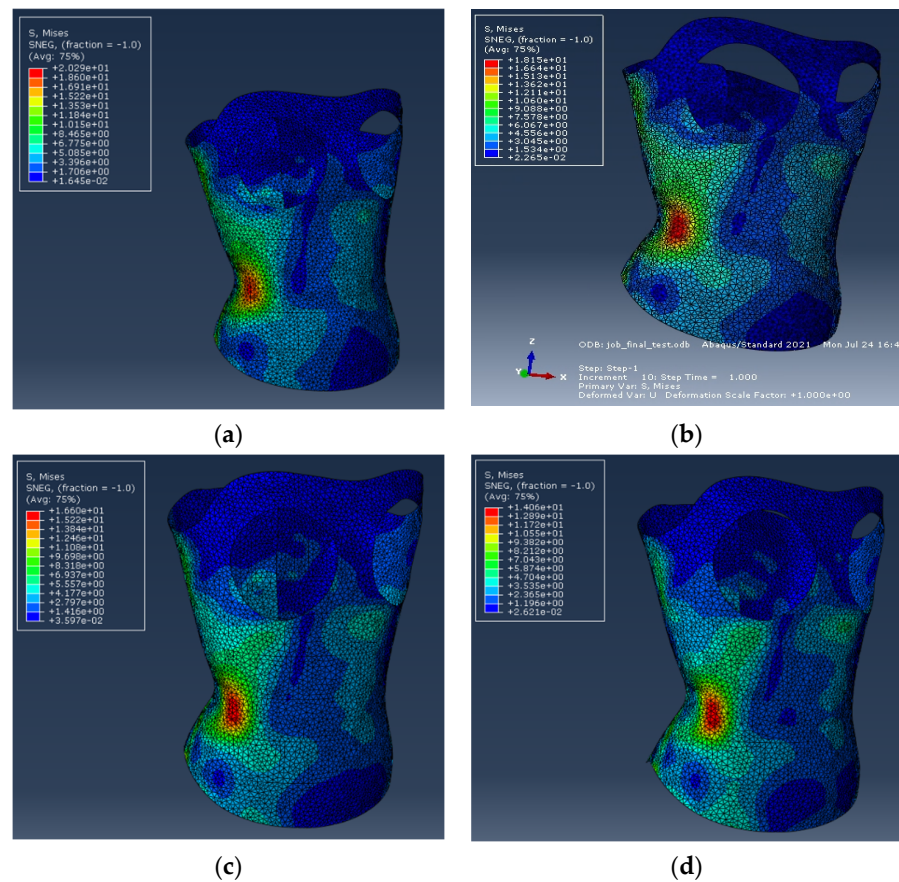 S, Mises
SNEG, (fraction = -1.0)
(Avg: 75%)
+2.029e+01
+1.860e+01
+1.691e+01
+1.522e+01
+1.353e+01
+1.184e+01
+1.015e+01
+8.465e+00
+6.775e+00
+5.085e+00
+3.396e+00
+1.706e+00
+1.645e-02
(a)
S, Mises
SNEG, (fraction = -1.0)
(Avg: 75%)
+1.815e+01
+1.664e+01
+1.513e+01
+1.362e+01
+1.211e+01
+1.060e+01
+9.088e+00
+7.578e+00
+6.067e+00
+4.556e+00
+3.045e+00
+1.534e+00
+2.265e-02
Z
Y
X
ODB: job_final_test.odb Abaqus/Standard 2021 Mon Jul 24 16:4
Step: Step-1
Increment 10: Step Time = 1.000
Primary Var: S, Mises
Deformed Var: U Deformation Scale Factor: +1.000e+00
(b)
S, Mises
SNEG, (fraction = -1.0)
(Avg: 75%)
+1.660e+01
+1.522e+01
+1.384e+01
+1.246e+01
+1.108e+01
+9.698e+00
+8.318e+00
+6.937e+00
+5.557e+00
+4.177e+00
+2.797e+00
+1.416e+00
+3.597e-02
(c)
S, Mises
SNEG, (fraction = -1.0)
(Avg: 75%)
+1.406e+01
+1.289e+01
+1.172e+01
+1.055e+01
+9.382e+00
+8.212e+00
+7.043e+00
+5.874e+00
+4.704e+00
+3.535e+00
+2.365e+00
+1.196e+00
+2.621e-02
(d)